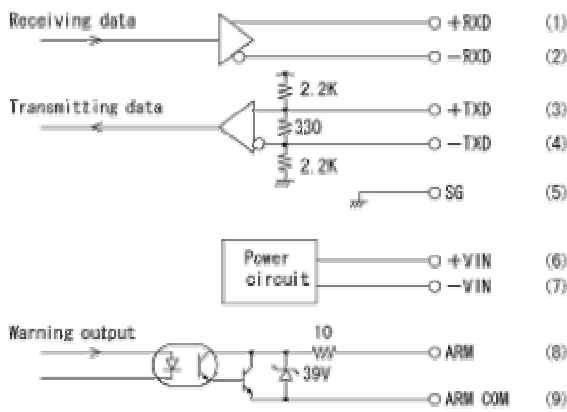 Receiving data
+RXD (1)
−RXD (2)
2.2K
Transmitting data
+TXD (3)
330
−TXD (4)
2.2K
SG (5)
Power
circuit
+VIN (6)
−VIN (7)
Warning output
10
ARM (8)
39V
ARM COM (9)